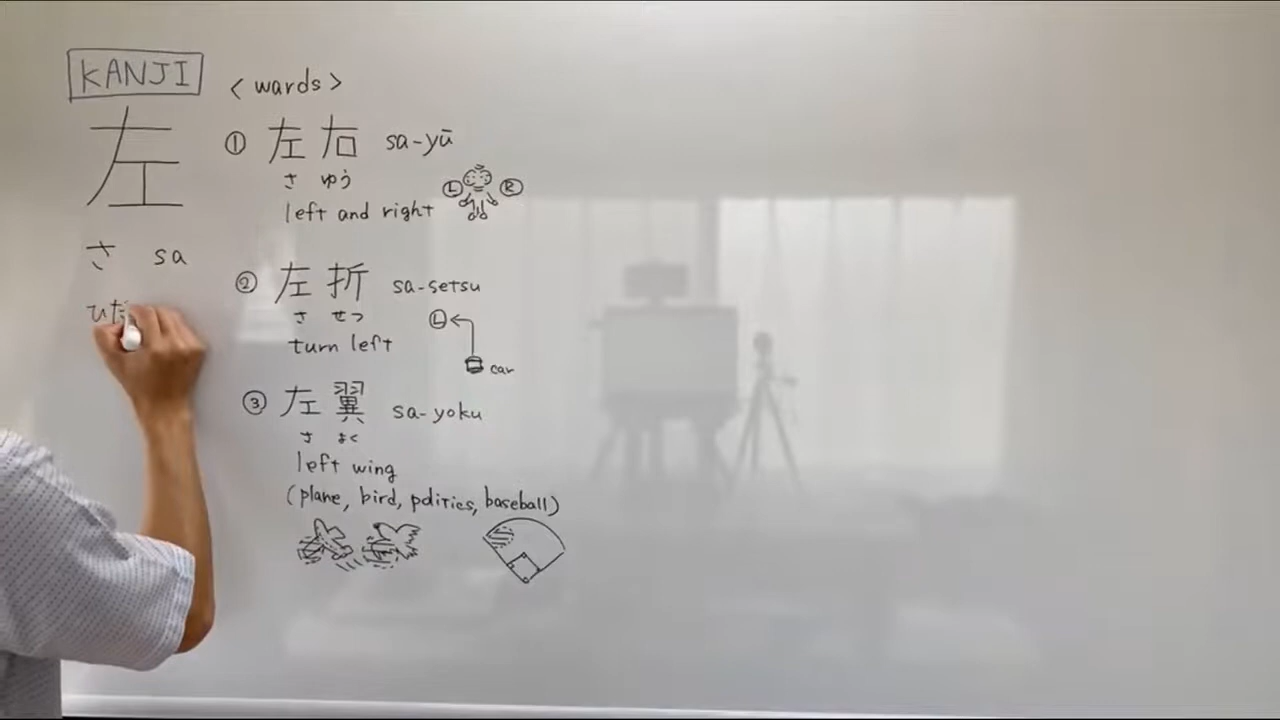 KANJI
左
さ sa
ひだ
< wards >
① 左右 sa-yū
さ ゆう
left and right
L R
② 左折 sa-setsu
さ せつ
turn left
L
car
③ 左翼 sa-yoku
さ よく
left wing
(plane, bird, politics, baseball)